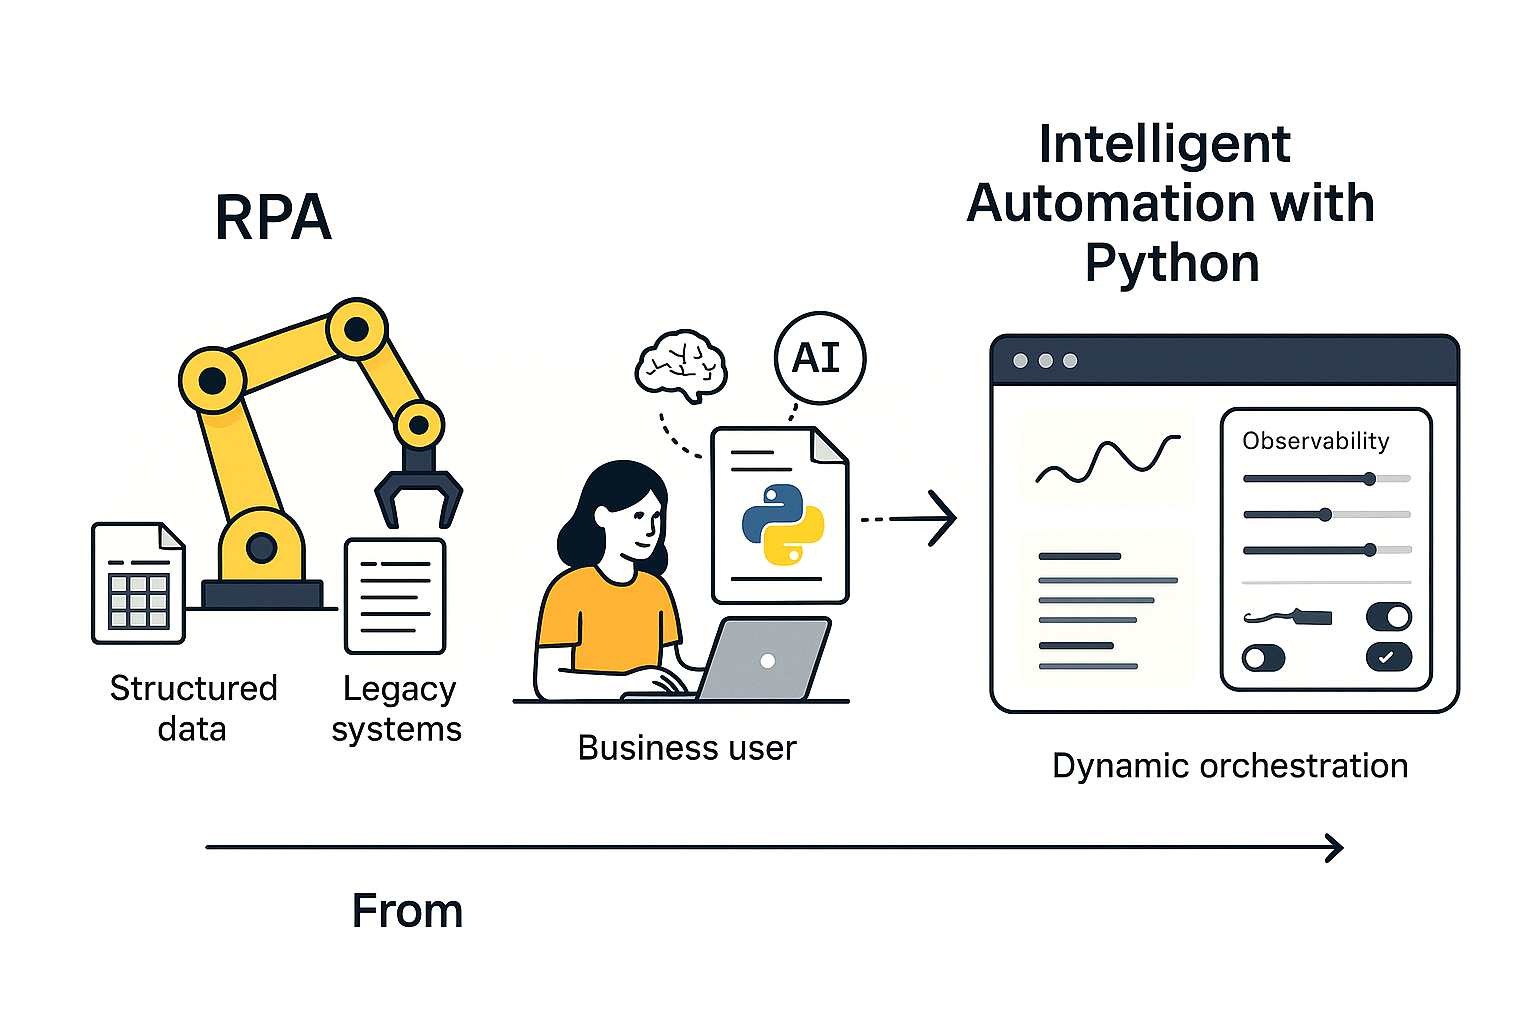 RPA
Intelligent
Automation with
Python
AI
Observability
Structured
data
Legacy
systems
Business user
Dynamic orchestration
From